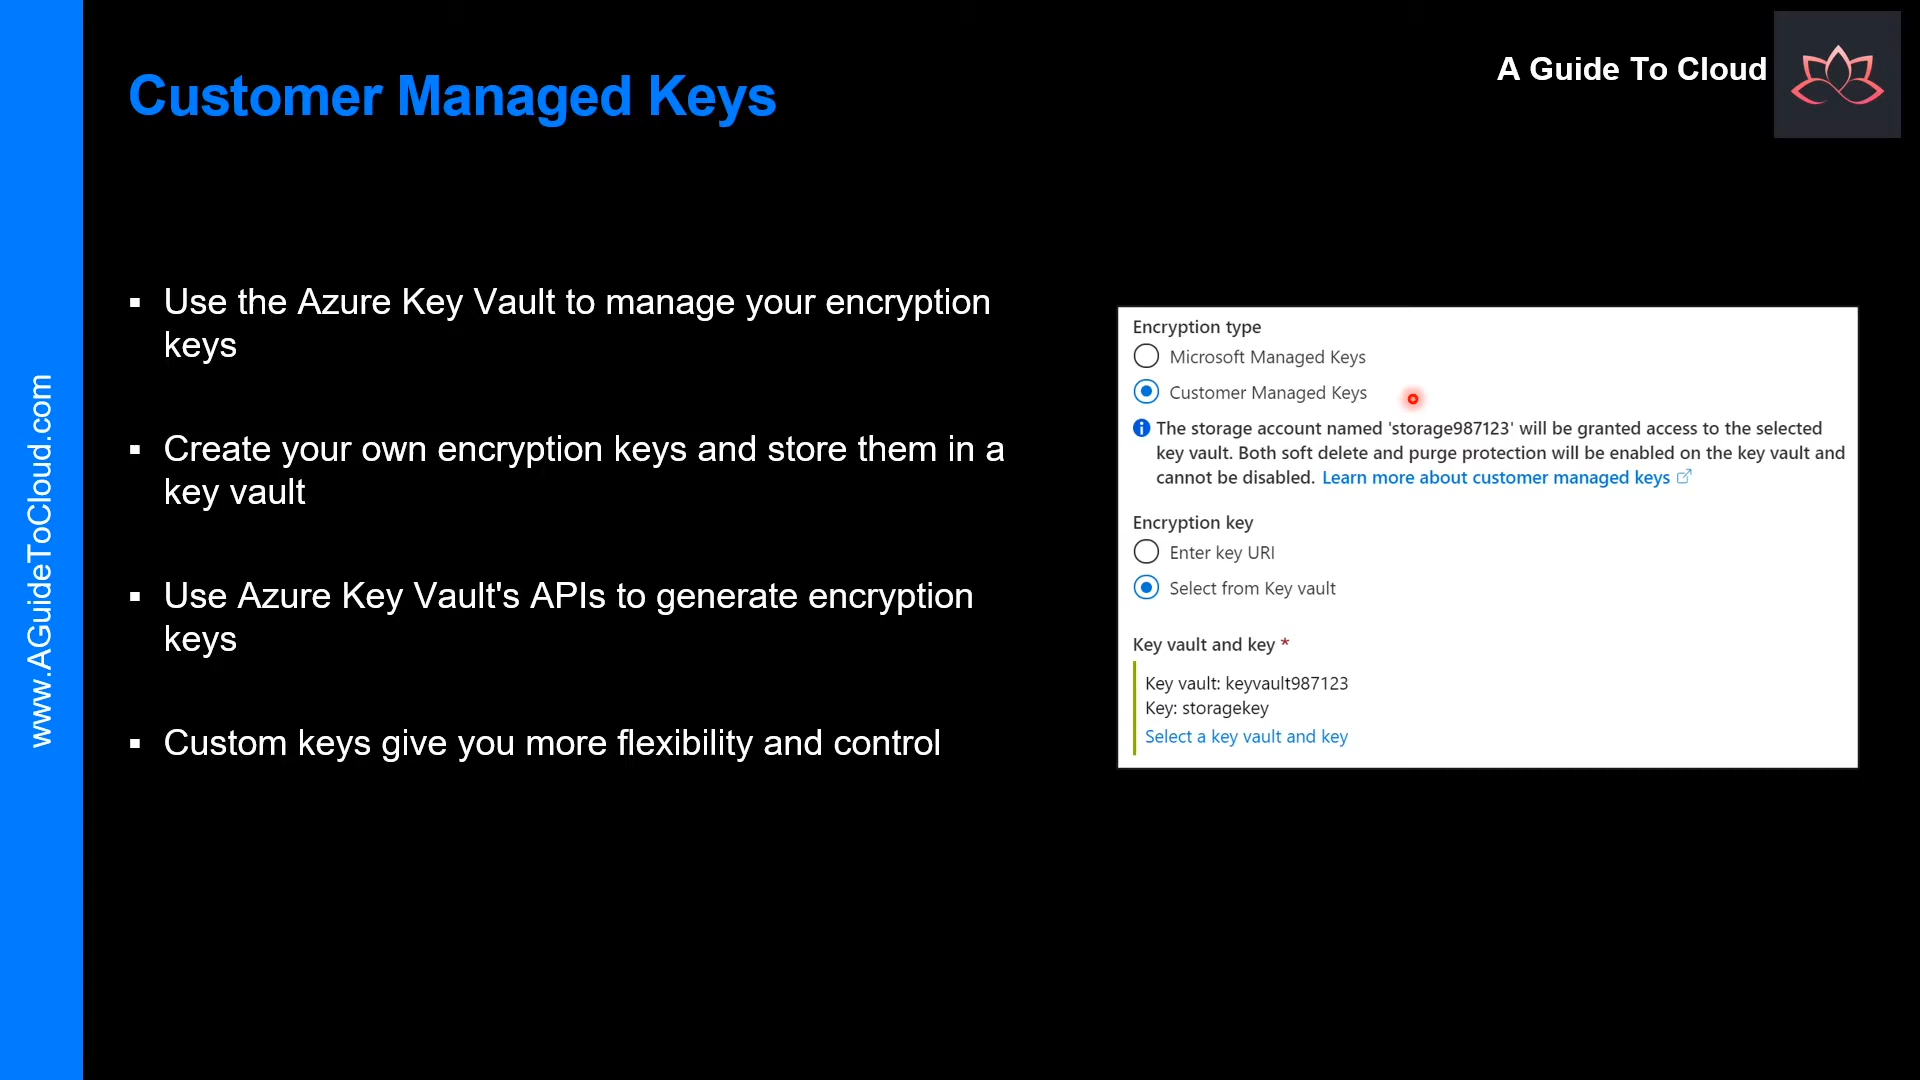 Customer Managed Keys
A Guide To Cloud
www.AGuideToCloud.com
▪ Use the Azure Key Vault to manage your encryption
keys
▪ Create your own encryption keys and store them in a
key vault
▪ Use Azure Key Vault's APIs to generate encryption
keys
▪ Custom keys give you more flexibility and control
Encryption type
Microsoft Managed Keys
Customer Managed Keys
The storage account named 'storage987123' will be granted access to the selected
key vault. Both soft delete and purge protection will be enabled on the key vault and
cannot be disabled. Learn more about customer managed keys
Encryption key
Enter key URI
Select from Key vault
Key vault and key *
Key vault: keyvault987123
Key: storagekey
Select a key vault and key